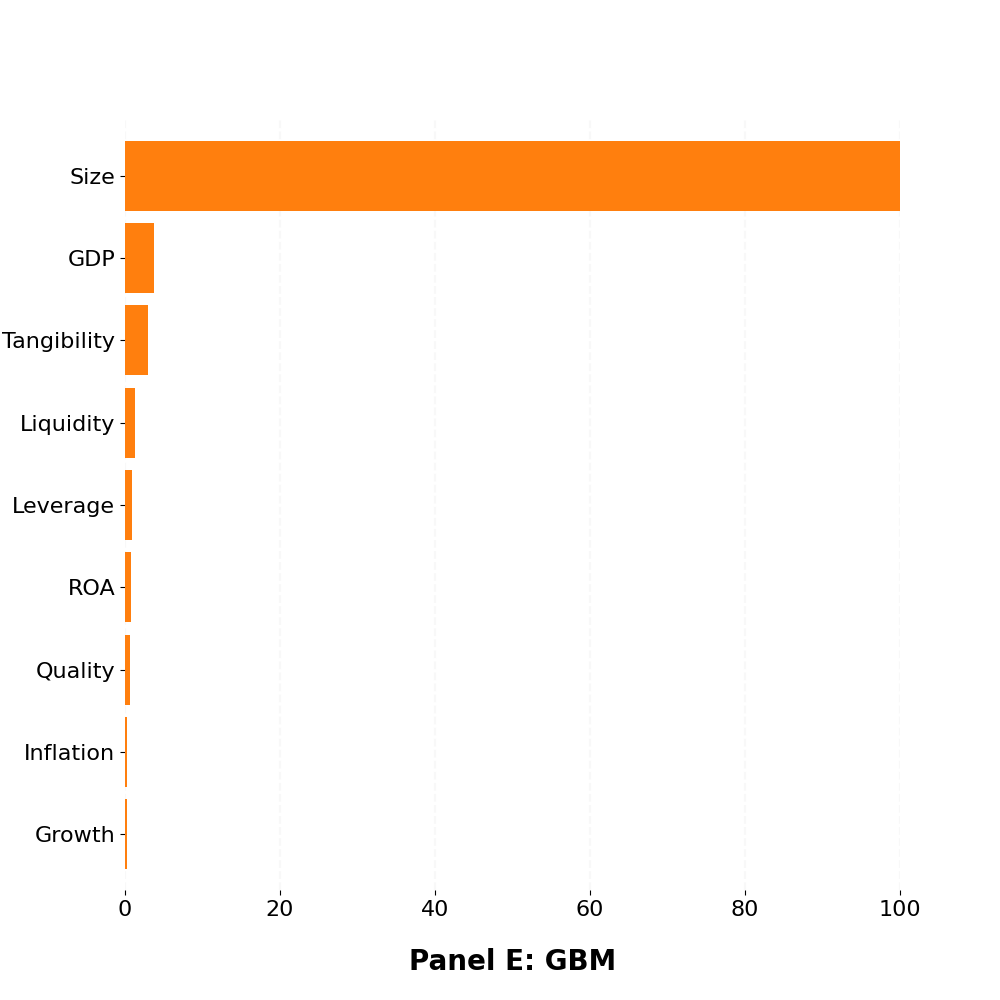 Size
GDP
Tangibility
Liquidity
Leverage
ROA
Quality
Inflation
Growth
0 20 40 60 80 100
Panel E: GBM